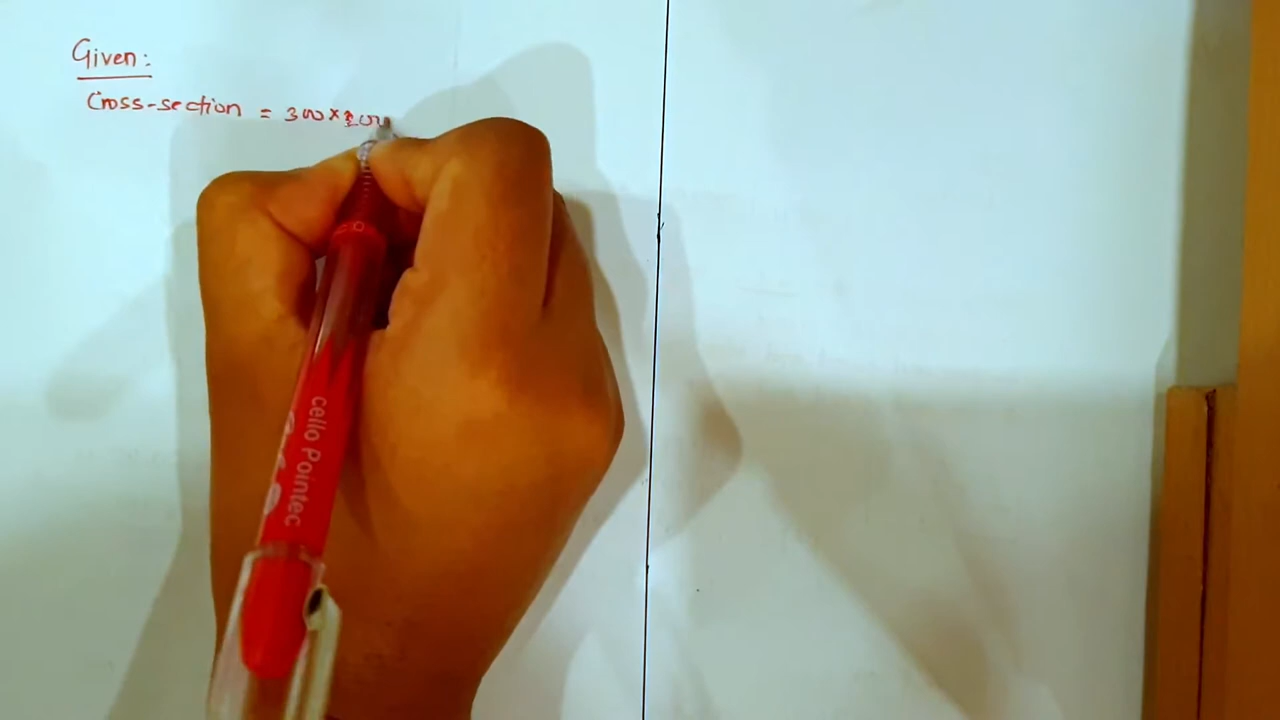 Given:
Cross-section = 300 ×
cello Pointec